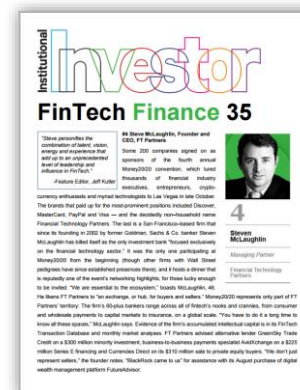 Institutional
Investor
FinTech Finance 35
"Steve personifies the
combination of talent, vision,
energy and experience that
add up to an unprecedented
level of leadership and
influence in FinTech."
-Feature Editor, Jeff Kutler
#4 Steve McLaughlin, Founder and
CEO, FT Partners
Some 200 companies signed on as
sponsors of the fourth annual
Money20/20 convention, which lured
thousands of financial industry
executives, entrepreneurs, crypto-
currency enthusiasts and myriad technologists to Las Vegas in late October.
The brands that paid up for the most-prominent positions included Discover,
MasterCard, PayPal and Visa — and the decidedly non-household name
Financial Technology Partners. The last is a San Francisco–based firm that
since its founding in 2002 by former Goldman, Sachs & Co. banker Steven
McLaughlin has billed itself as the only investment bank "focused exclusively
on the financial technology sector." It was the only one participating at
Money20/20 from the beginning (though other firms with Wall Street
pedigrees have since established presences there), and it hosts a dinner that
is reputedly one of the event's networking highlights, for those lucky enough
to be invited. "We are essential to the ecosystem," boasts McLaughlin, 46.
He likens FT Partners to "an exchange, or hub, for buyers and sellers." Money20/20 represents only part of FT
Partners' territory. The firm's 60-plus bankers range across all of fintech's nooks and crannies, from consumer
and wholesale payments to capital markets to insurance, on a global scale. "You have to do it a long time to
know all these spaces," McLaughlin says. Evidence of the firm's accumulated intellectual capital is in its FinTech
Transaction Database and monthly market analyses. FT Partners advised alternative lender GreenSky Trade
Credit on a $300 million minority investment, business-to-business payments specialist AvidXchange on a $225
million Series E financing and Currencies Direct on its $310 million sale to private equity buyers. "We don't just
represent sellers," the founder notes. "BlackRock came to us" for assistance with its August purchase of digital
wealth management platform FutureAdvisor.
4
Steven
McLaughlin
Managing Partner
Financial Technology
Partners